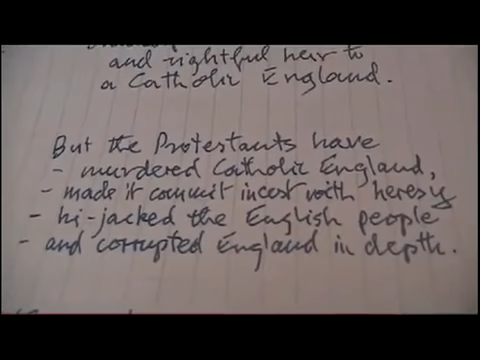 and rightful heir to
a Catholic England.
But the Protestants have
- murdered Catholic England,
- made it commit incest with heresy
- hi-jacked the English people
- and corrupted England in depth.